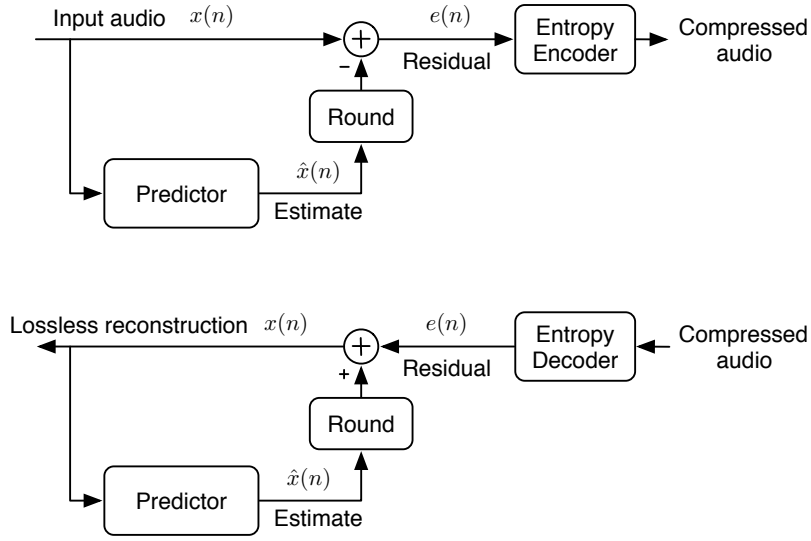 Input audio x(n)
e(n)
Residual
Entropy
Encoder
Compressed
audio
−
Round
Predictor
x̂(n)
Estimate
Lossless reconstruction x(n)
e(n)
Residual
Entropy
Decoder
Compressed
audio
+
Round
Predictor
x̂(n)
Estimate